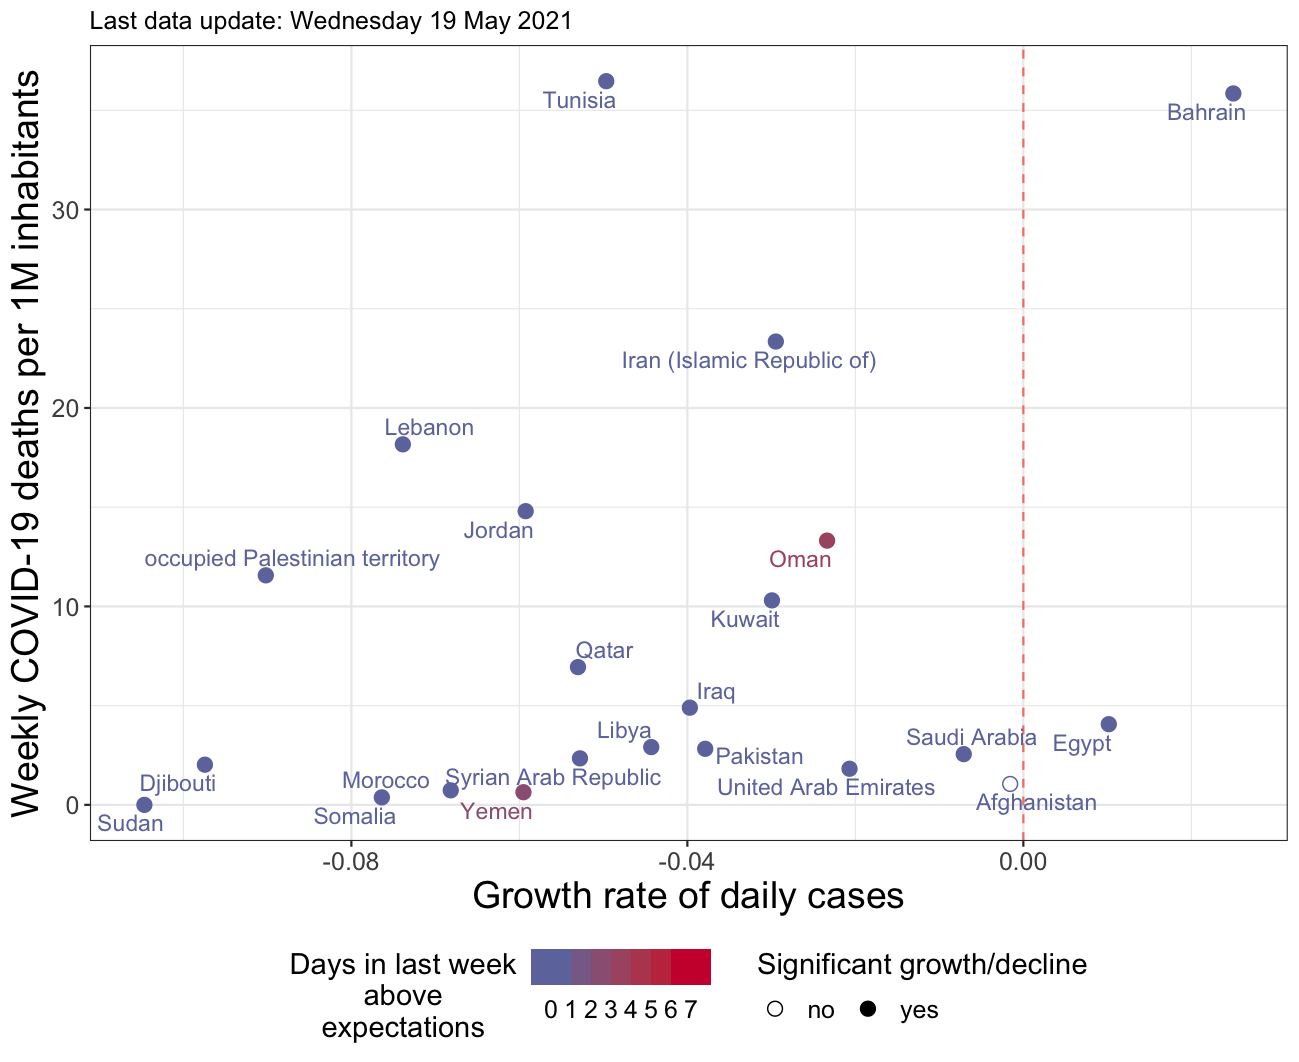 Last data update: Wednesday 19 May 2021
Weekly COVID-19 deaths per 1M inhabitants
30
20
10
0
Tunisia
Bahrain
Iran (Islamic Republic of)
Lebanon
Jordan
occupied Palestinian territory
Oman
Kuwait
Qatar
Iraq
Libya
Saudi Arabia
Egypt
Pakistan
Djibouti
Morocco
Syrian Arab Republic
United Arab Emirates
Afghanistan
Sudan
Somalia
Yemen
-0.08
-0.04
0.00
Growth rate of daily cases
Days in last week
above
expectations
0 1 2 3 4 5 6 7
Significant growth/decline
no
yes